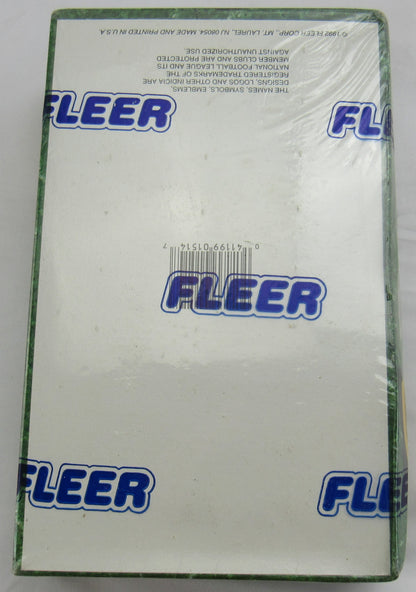 © 1992 FLEER CORP., MT. LAUREL, NJ 08054 MADE AND PRINTED IN U.S.A.
THE NAMES, SYMBOLS, EMBLEMS,
DESIGNS, LOGOS AND OTHER INDICIA ARE
REGISTERED TRADEMARKS OF THE
NATIONAL FOOTBALL LEAGUE AND ITS
MEMBER CLUBS AND ARE PROTECTED
AGAINST UNAUTHORIZED USE
FLEER
FLE
0 41199 01514 7
FLEER
FLEER
FLEE